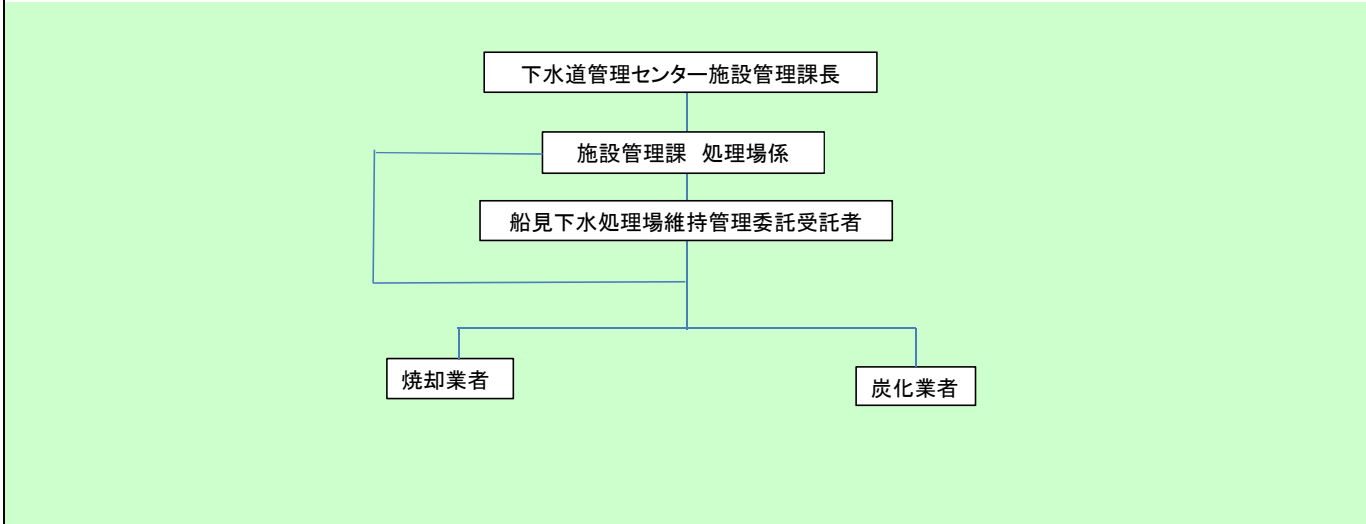 下水道管理センター施設管理課長
施設管理課 処理場係
船見下水処理場維持管理委託受託者
焼却業者
炭化業者